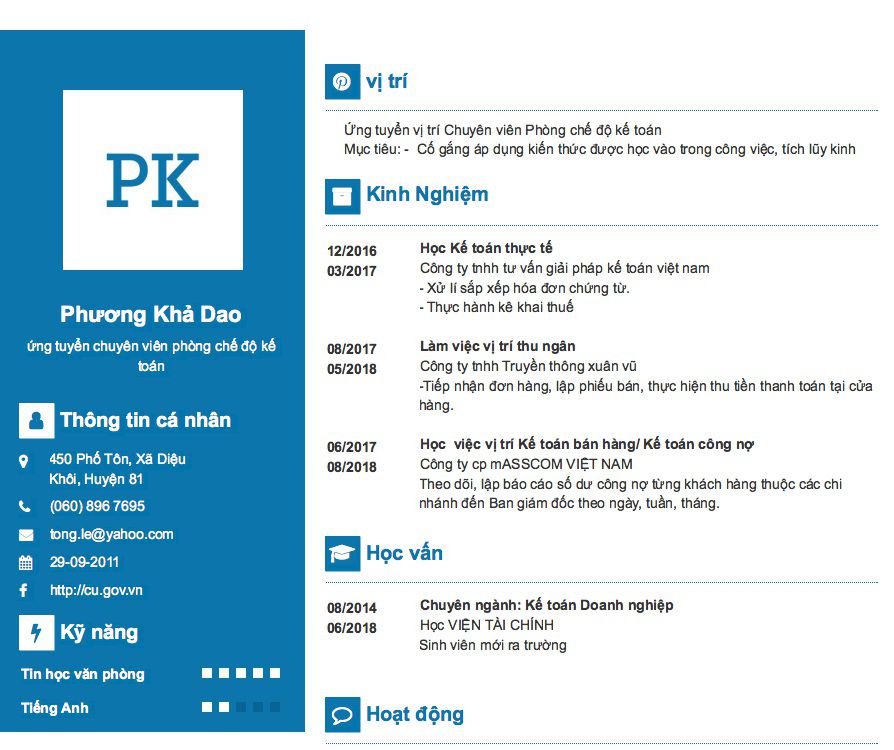 PK
Phương Khả Dao
ứng tuyển chuyên viên phòng chế độ kế
toán
Thông tin cá nhân
450 Phố Tôn, Xã Diệu
Khôi, Huyện 81
(060) 896 7695
tong.le@yahoo.com
29-09-2011
http://cu.gov.vn
Kỹ năng
Tin học văn phòng
Tiếng Anh
vị trí
Ứng tuyển vị trí Chuyên viên Phòng chế độ kế toán
Mục tiêu: - Cố gắng áp dụng kiến thức được học vào trong công việc, tích lũy kinh
Kinh Nghiệm
12/2016 Học Kế toán thực tế
03/2017 Công ty tnhh tư vấn giải pháp kế toán việt nam
- Xử lí sắp xếp hóa đơn chứng từ.
- Thực hành kê khai thuế
08/2017 Làm việc vị trí thu ngân
05/2018 Công ty tnhh Truyền thông xuân vũ
-Tiếp nhận đơn hàng, lập phiếu bán, thực hiện thu tiền thanh toán tại cửa
hàng.
06/2017 Học việc vị trí Kế toán bán hàng/ Kế toán công nợ
08/2018 Công ty cp mASSCOM VIỆT NAM
Theo dõi, lập báo cáo số dư công nợ từng khách hàng thuộc các chi
nhánh đến Ban giám đốc theo ngày, tuần, tháng.
Học vấn
08/2014 Chuyên ngành: Kế toán Doanh nghiệp
06/2018 Học VIỆN TÀI CHÍNH
Sinh viên mới ra trường
Hoạt động